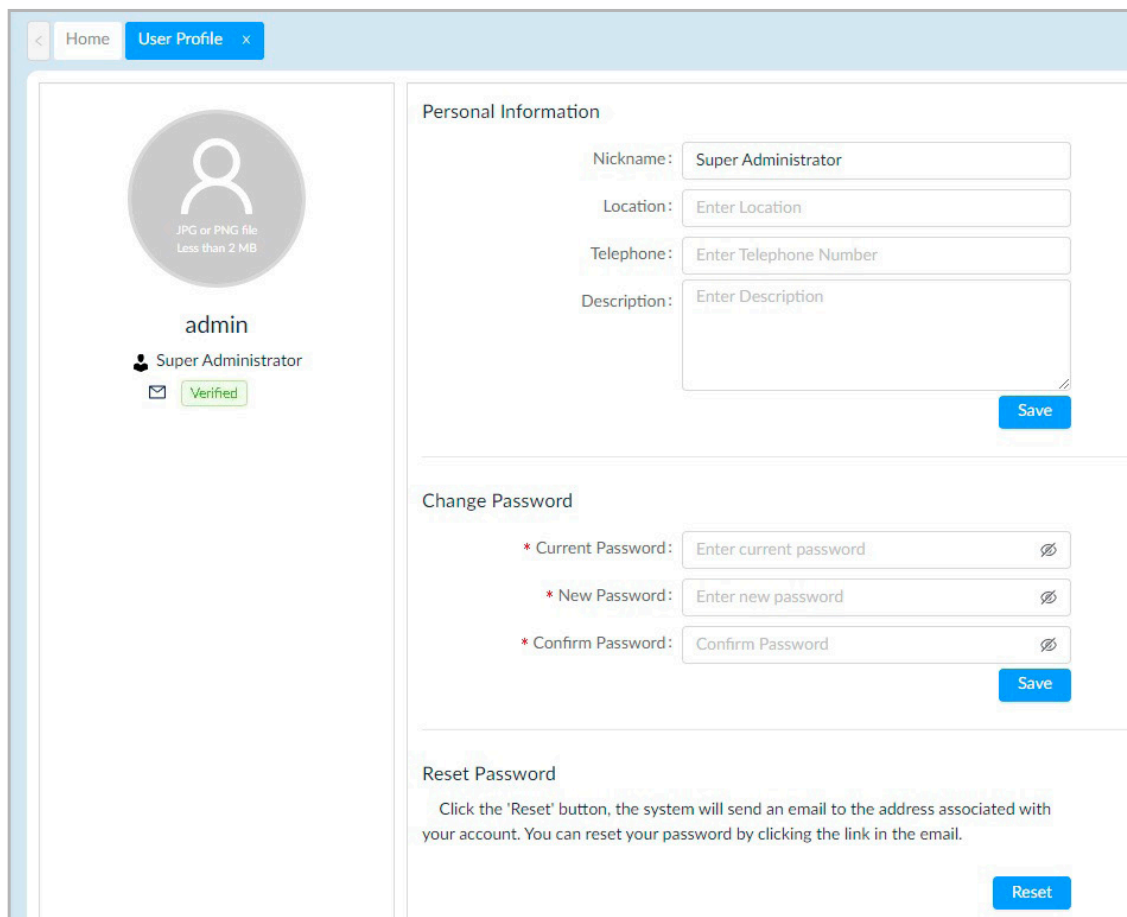 < Home User Profile x
JPG or PNG file
Less than 2 MB
admin
Super Administrator
Verified
Personal Information
Nickname: Super Administrator
Location: Enter Location
Telephone: Enter Telephone Number
Description: Enter Description
Save
Change Password
* Current Password: Enter current password
* New Password: Enter new password
* Confirm Password: Confirm Password
Save
Reset Password
Click the 'Reset' button, the system will send an email to the address associated with
your account. You can reset your password by clicking the link in the email.
Reset